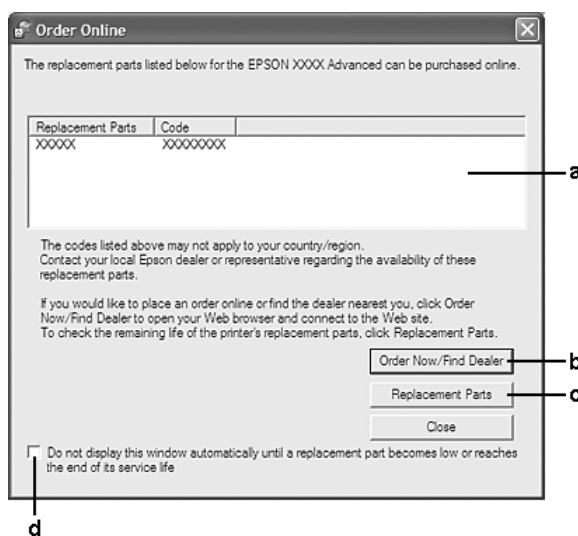 Order Online
The replacement parts listed below for the EPSON XXXX Advanced can be purchased online.
Replacement Parts Code
XXXXX XXXXXXXX
a
The codes listed above may not apply to your country/region.
Contact your local Epson dealer or representative regarding the availability of these
replacement parts.
If you would like to place an order online or find the dealer nearest you, click Order
Now/Find Dealer to open your Web browser and connect to the Web site.
To check the remaining life of the printer's replacement parts, click Replacement Parts.
Order Now/Find Dealer b
Replacement Parts c
Close
Do not display this window automatically until a replacement part becomes low or reaches
the end of its service life
d